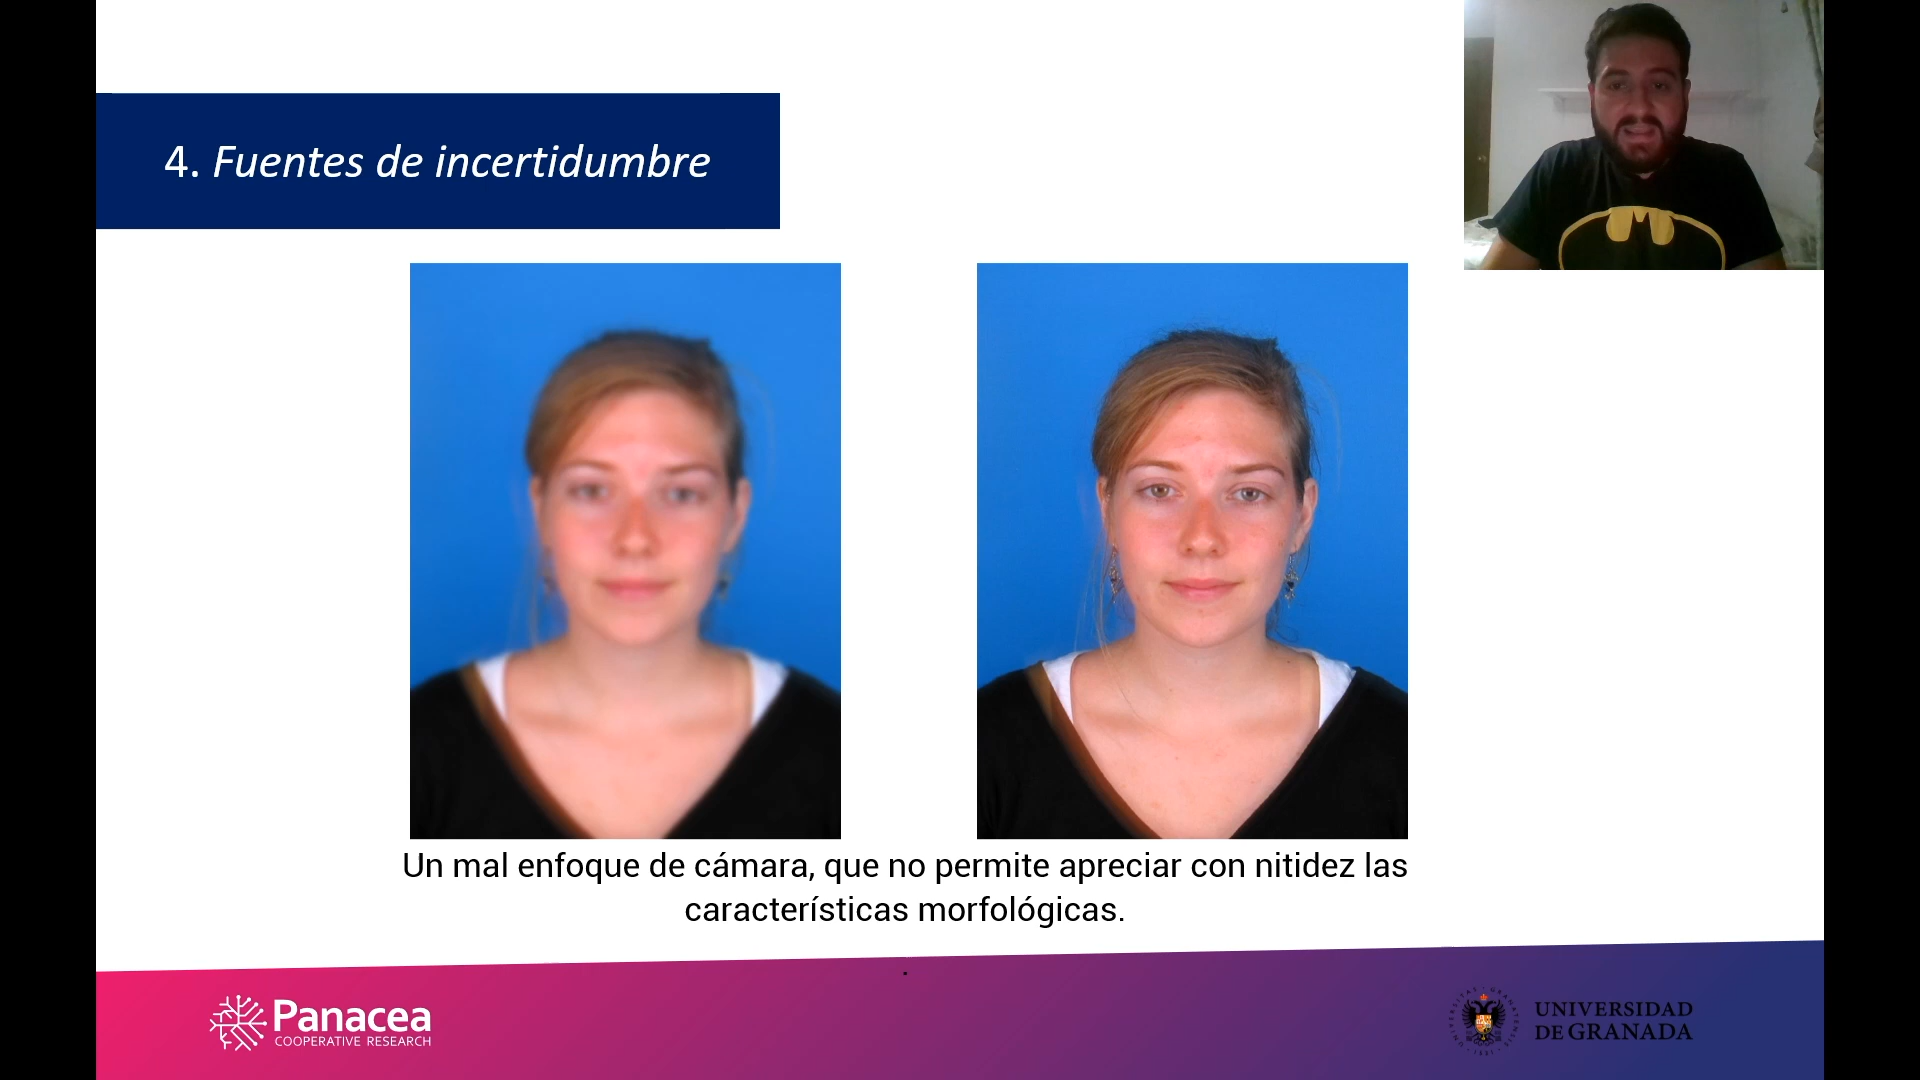 4. Fuentes de incertidumbre
Un mal enfoque de cámara, que no permite apreciar con nitidez las
características morfológicas.
.
Panacea
COOPERATIVE RESEARCH
UNIVERSIDAD
DE GRANADA